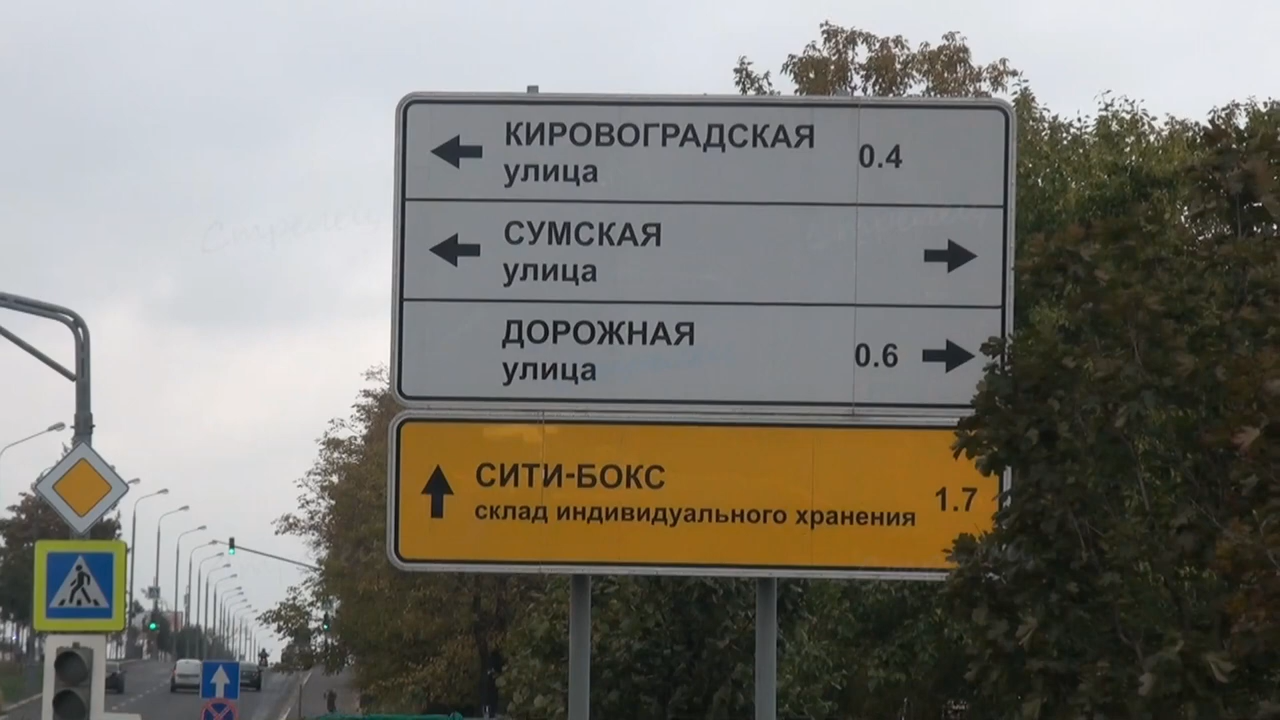 КИРОВОГРАДСКАЯ
улица 0.4
СУМСКАЯ
улица
ДОРОЖНАЯ
улица 0.6
СИТИ-БОКС
склад индивидуального хранения 1.7